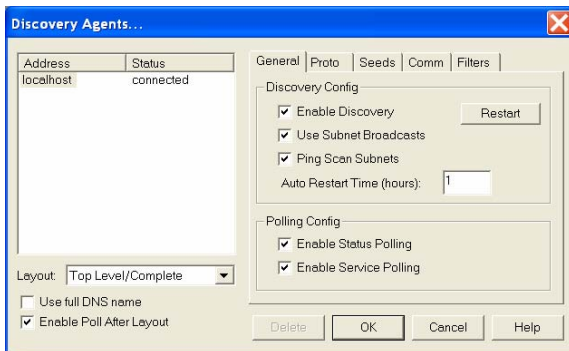 Discovery Agents...
Address Status
localhost connected
Layout: Top Level/Complete
Use full DNS name
Enable Poll After Layout
General Proto Seeds Comm Filters
Discovery Config
Enable Discovery Restart
Use Subnet Broadcasts
Ping Scan Subnets
Auto Restart Time (hours): 1
Polling Config
Enable Status Polling
Enable Service Polling
Delete OK Cancel Help